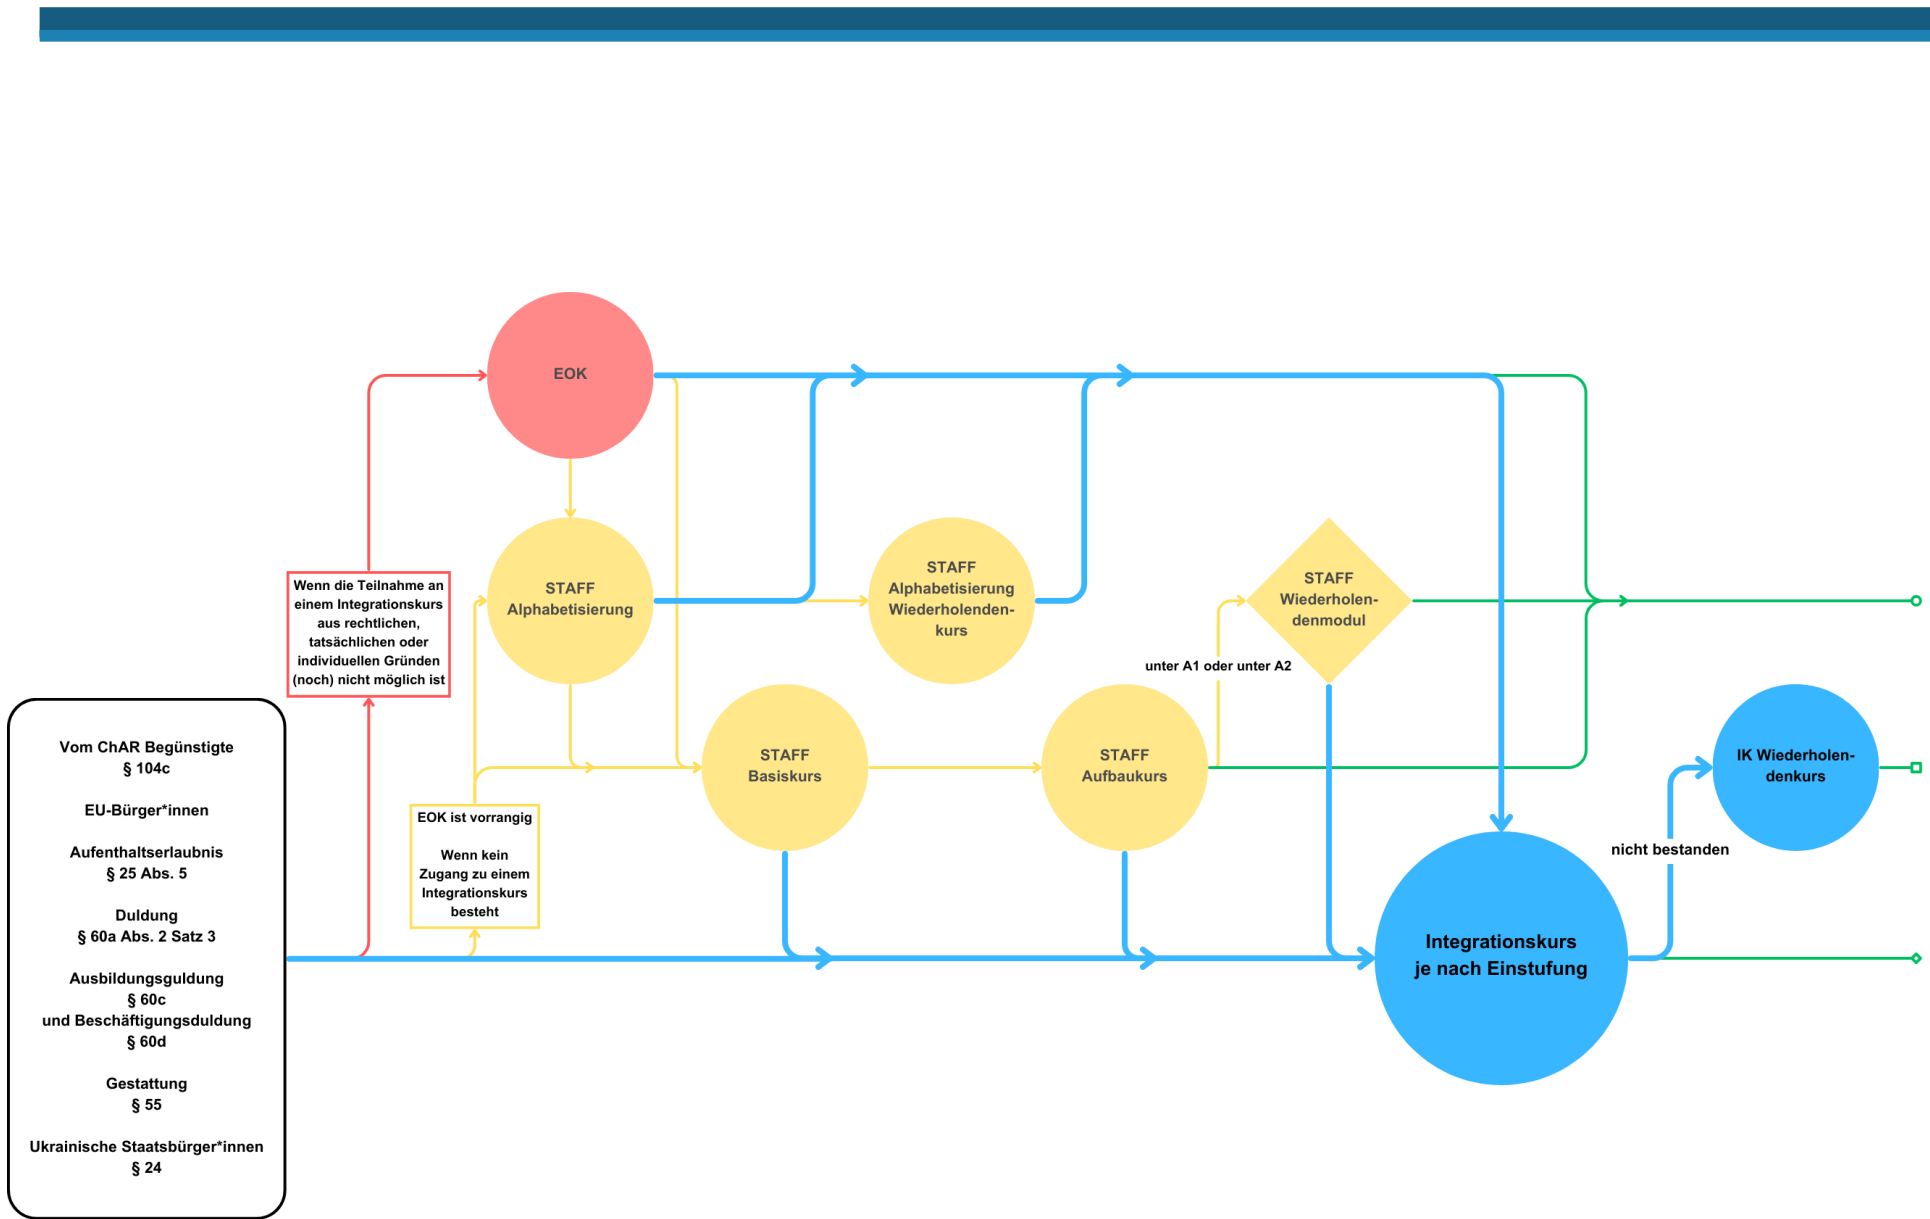 EOK
Wenn die Teilnahme an
einem Integrationskurs
aus rechtlichen,
tatsächlichen oder
individuellen Gründen
(noch) nicht möglich ist
STAFF
Alphabetisierung
STAFF
Alphabetisierung
Wiederholenden-
kurs
STAFF
Wiederholen-
denmodul
unter A1 oder unter A2
Vom ChAR Begünstigte
§ 104c
EU-Bürger*innen
Aufenthaltserlaubnis
§ 25 Abs. 5
Duldung
§ 60a Abs. 2 Satz 3
Ausbildungsguldung
§ 60c
und Beschäftigungsduldung
§ 60d
Gestattung
§ 55
Ukrainische Staatsbürger*innen
§ 24
EOK ist vorrangig
Wenn kein
Zugang zu einem
Integrationskurs
besteht
STAFF
Basiskurs
STAFF
Aufbaukurs
IK Wiederholen-
denkurs
nicht bestanden
Integrationskurs
je nach Einstufung